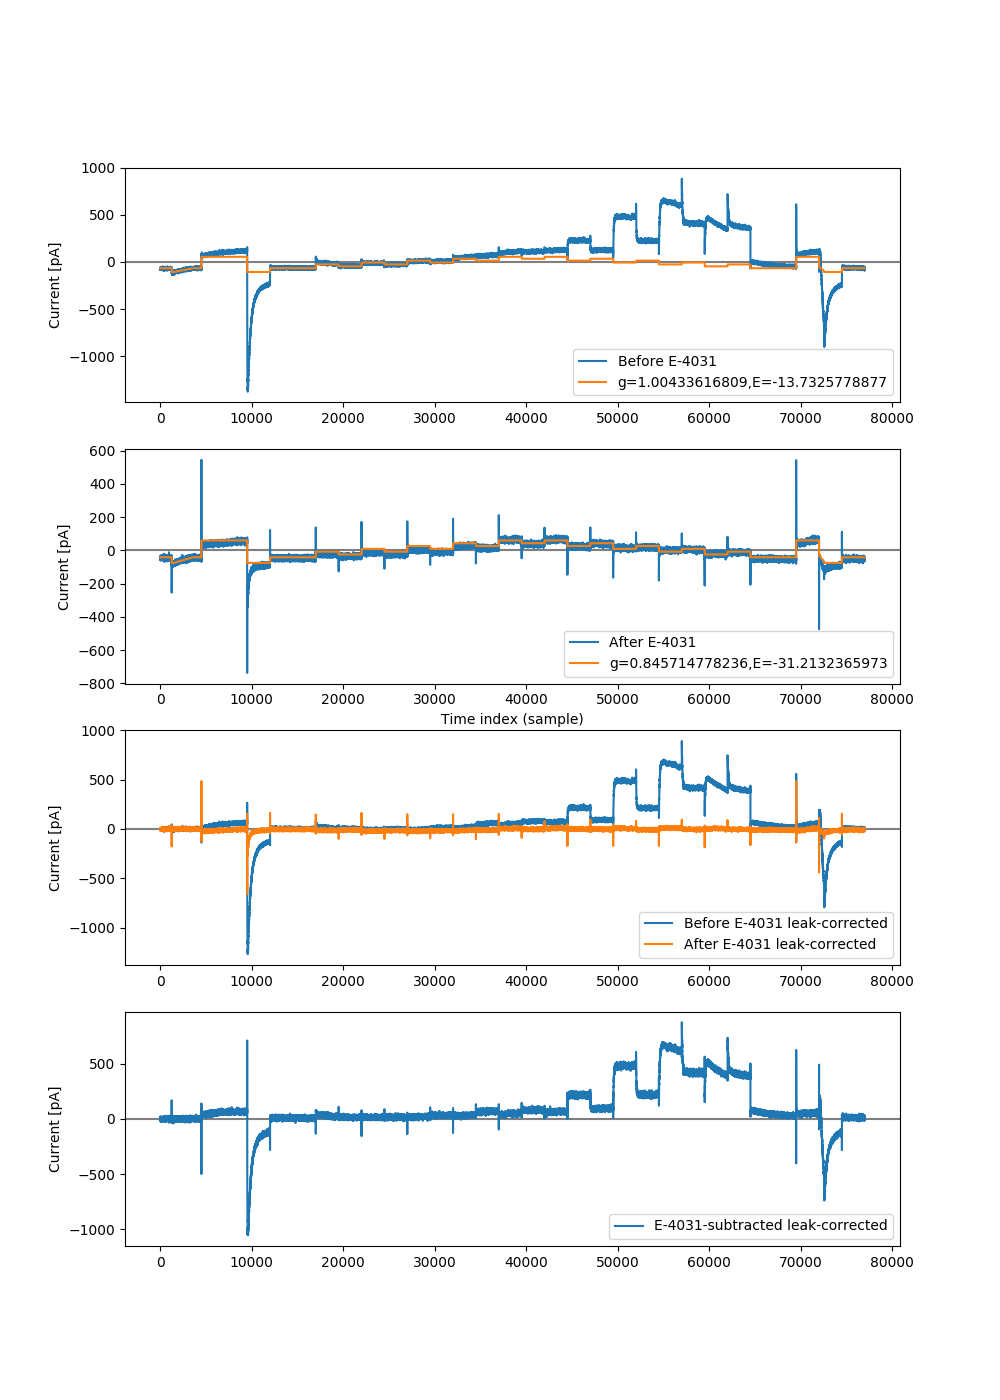 1000
500
0
−500
−1000
Current [pA]
Before E-4031
g=1.00433616809,E=-13.7325778877
0 10000 20000 30000 40000 50000 60000 70000 80000
600
400
200
0
−200
−400
−600
−800
Current [pA]
After E-4031
g=0.845714778236,E=-31.2132365973
0 10000 20000 30000 40000 50000 60000 70000 80000
Time index (sample)
1000
500
0
−500
−1000
Current [pA]
Before E-4031 leak-corrected
After E-4031 leak-corrected
0 10000 20000 30000 40000 50000 60000 70000 80000
500
0
−500
−1000
Current [pA]
E-4031-subtracted leak-corrected
0 10000 20000 30000 40000 50000 60000 70000 80000